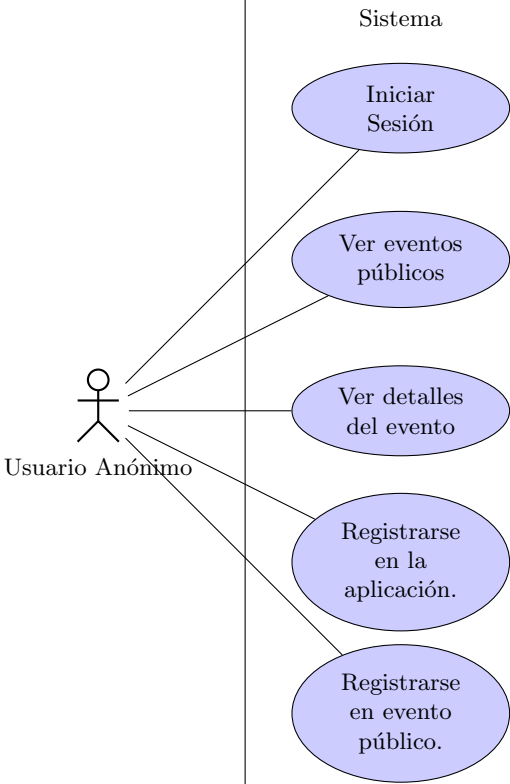 Sistema
Iniciar
Sesión
Ver eventos
públicos
Ver detalles
del evento
Usuario Anónimo
Registrarse
en la
aplicación.
Registrarse
en evento
público.